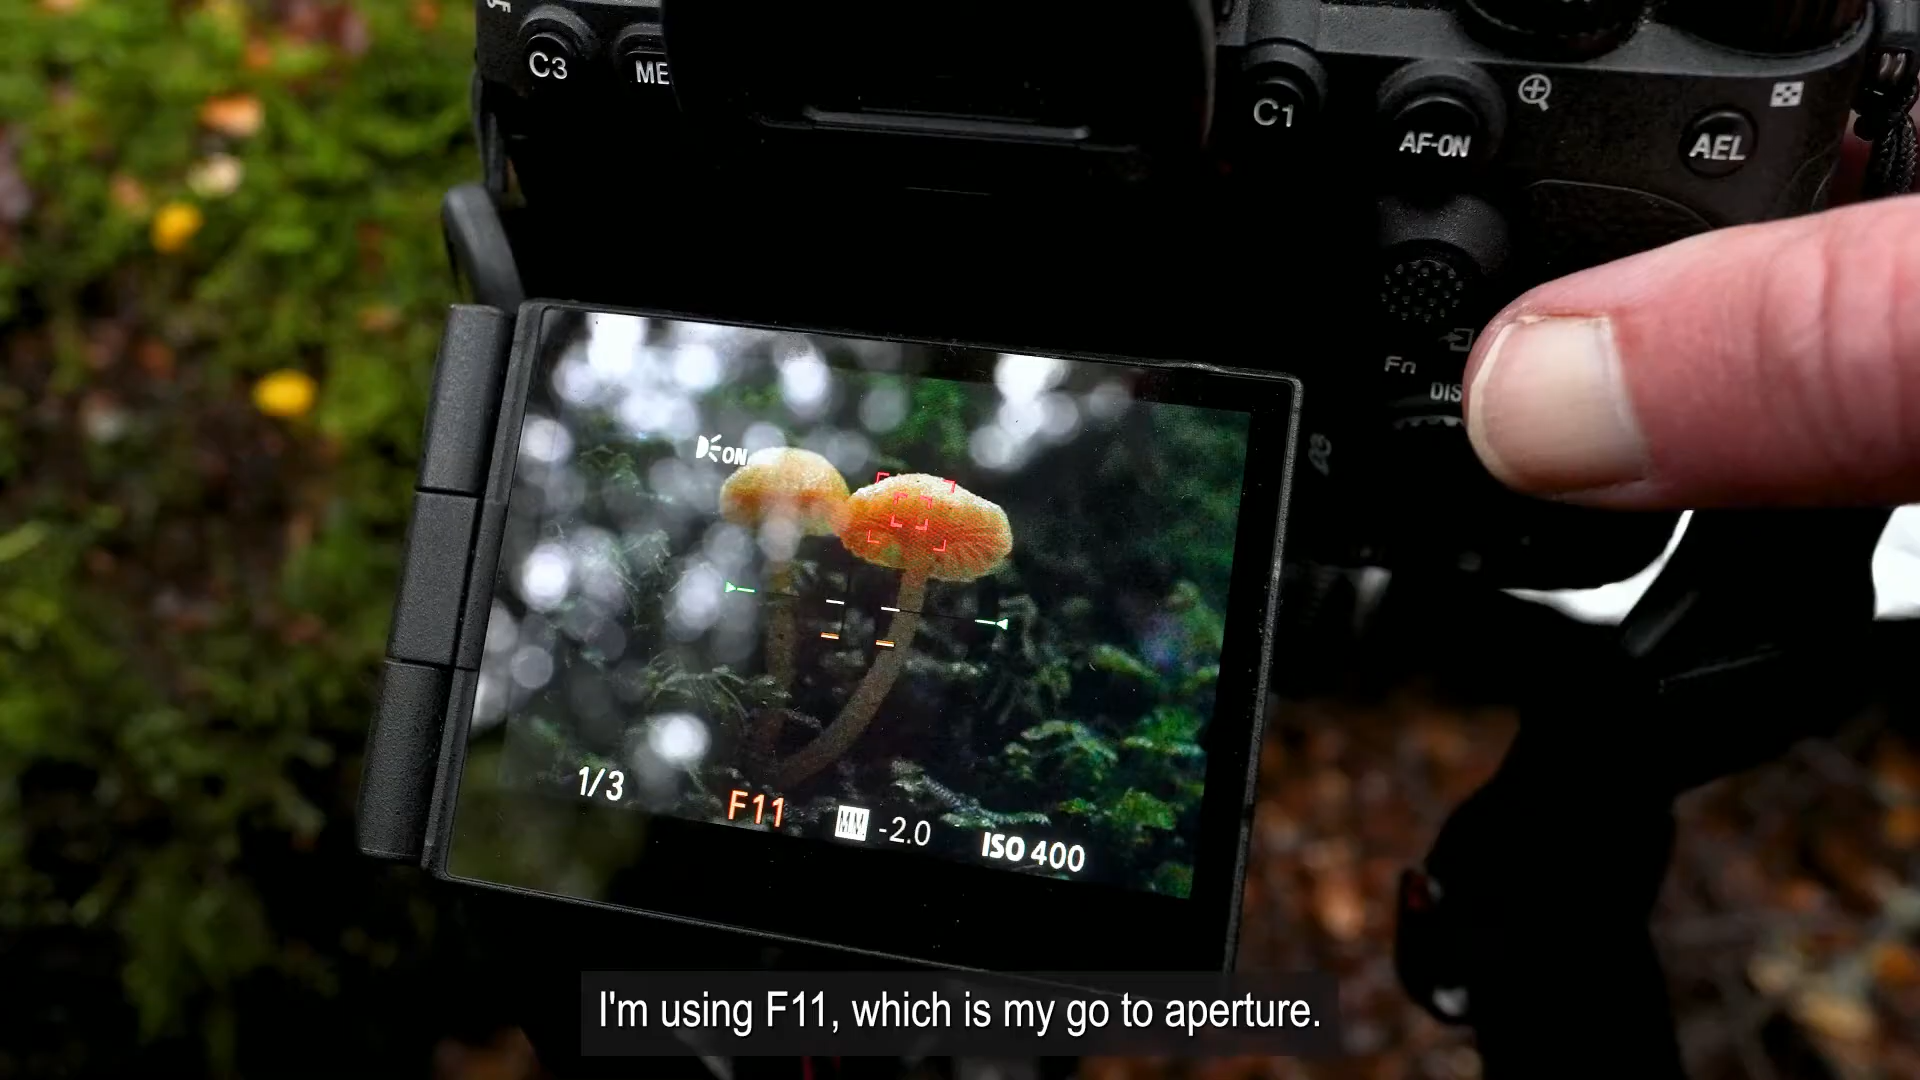 C3
ME
C1
AF-ON
AEL
Fn
DIS
ON
1/3
F11
-2.0
ISO 400
I'm using F11, which is my go to aperture.